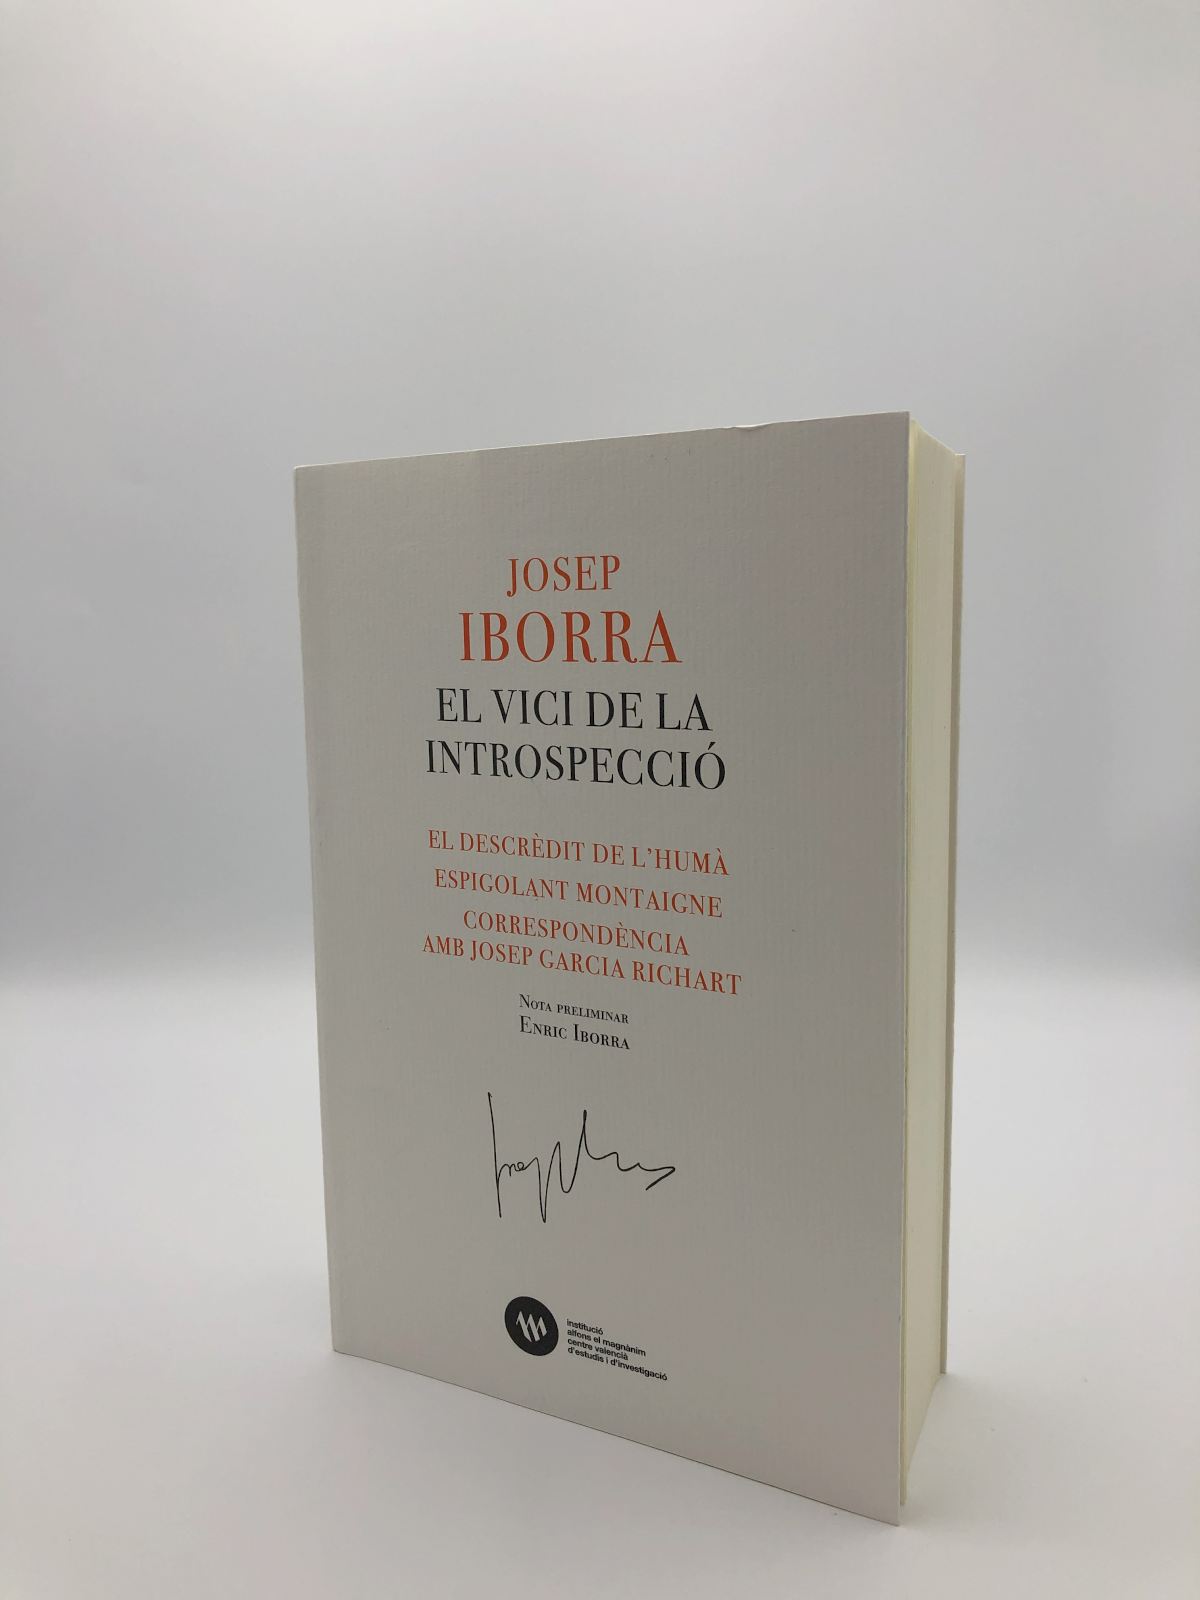 JOSEP
IBORRA
EL VICI DE LA
INTROSPECCIÓ
EL DESCRÈDIT DE L'HUMÀ
ESPIGOLANT MONTAIGNE
CORRESPONDÈNCIA
AMB JOSEP GARCIA RICHART
NOTA PRELIMINAR
ENRIC IBORRA
institució
alfons el magnànim
centre valencià
d'estudis i d'investigació